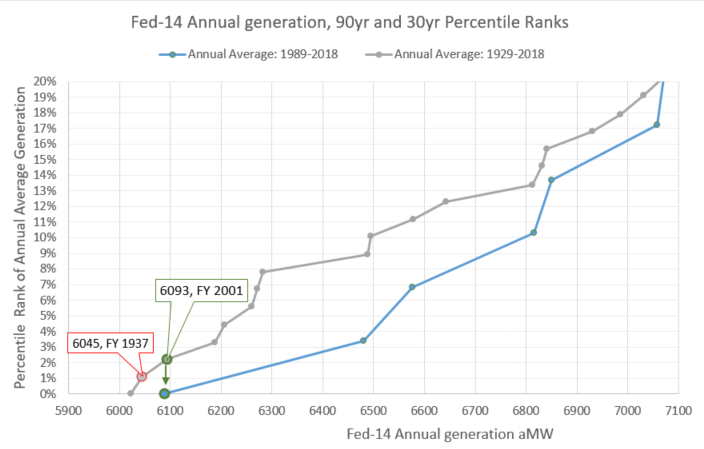 Fed-14 Annual generation, 90yr and 30yr Percentile Ranks
Annual Average: 1989-2018
Annual Average: 1929-2018
Percentile Rank of Annual Average Generation
20%
19%
18%
17%
16%
15%
14%
13%
12%
11%
10%
9%
8%
7%
6%
5%
4%
3%
2%
1%
0%
6093, FY 2001
6045, FY 1937
5900 6000 6100 6200 6300 6400 6500 6600 6700 6800 6900 7000 7100
Fed-14 Annual generation aMW